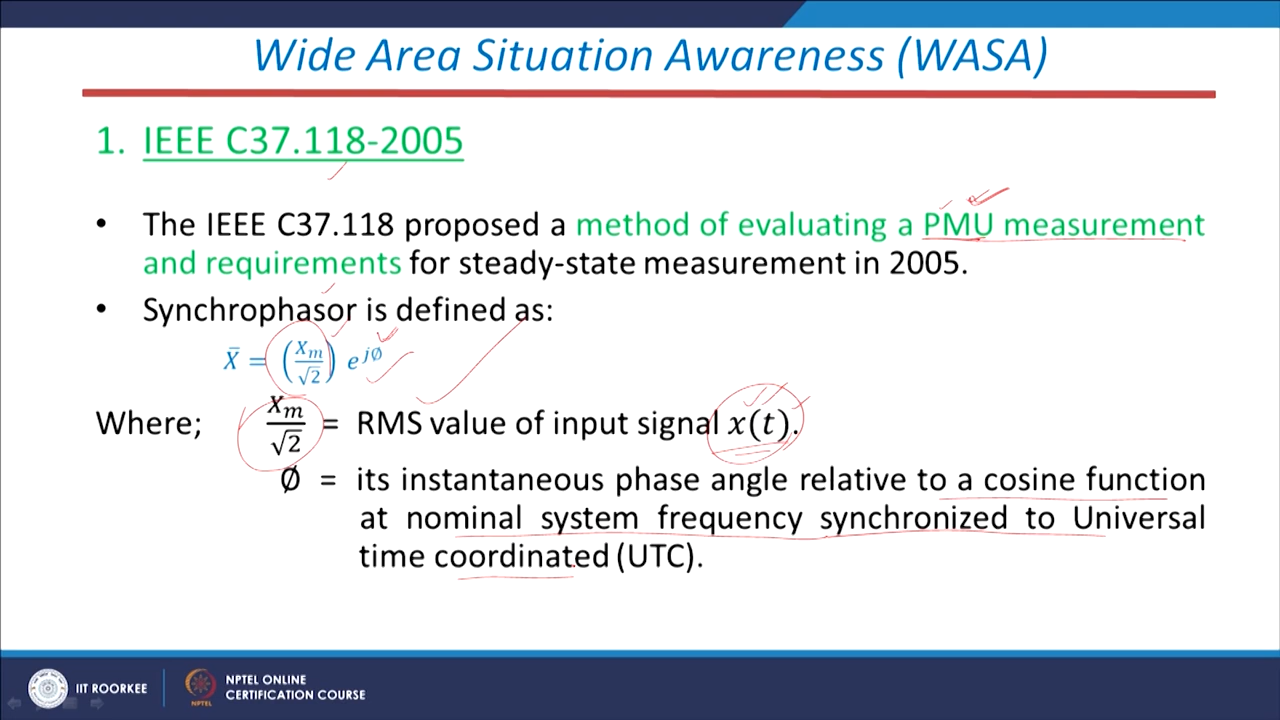 Wide Area Situation Awareness (WASA)
1. IEEE C37.118-2005
• The IEEE C37.118 proposed a method of evaluating a PMU measurement
and requirements for steady-state measurement in 2005.
• Synchrophasor is defined as:
X̄ = (Xₘ/√2) e^{j∅}
Where; Xₘ/√2 = RMS value of input signal x(t).
∅ = its instantaneous phase angle relative to a cosine function
at nominal system frequency synchronized to Universal
time coordinated (UTC).
IIT ROORKEE
NPTEL
NPTEL ONLINE
CERTIFICATION COURSE